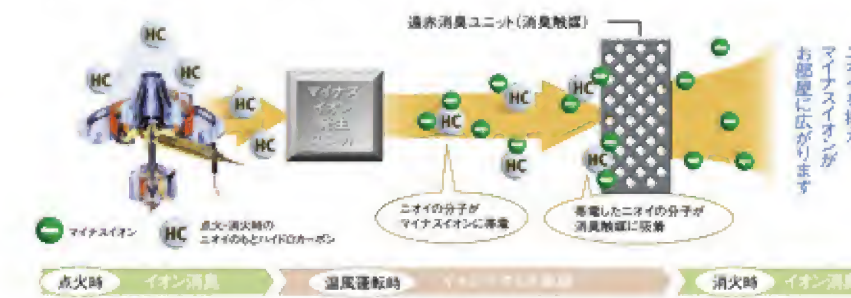 遠赤消臭ユニット(消臭触媒)
HC
HC
HC
HC
HC
マイナス
イオン
発生
HC
HC
HC
HC
HC
マイナスイオンが
お部屋に広がります
ニオイの分子が
マイナスイオンに帯電
帯電したニオイの分子が
消臭触媒に吸着
マイナスイオン
HC
点火・消火時の
ニオイのもとハイドロカーボン
点火時 イオン消臭
温風運転時
消火時 イオン消臭